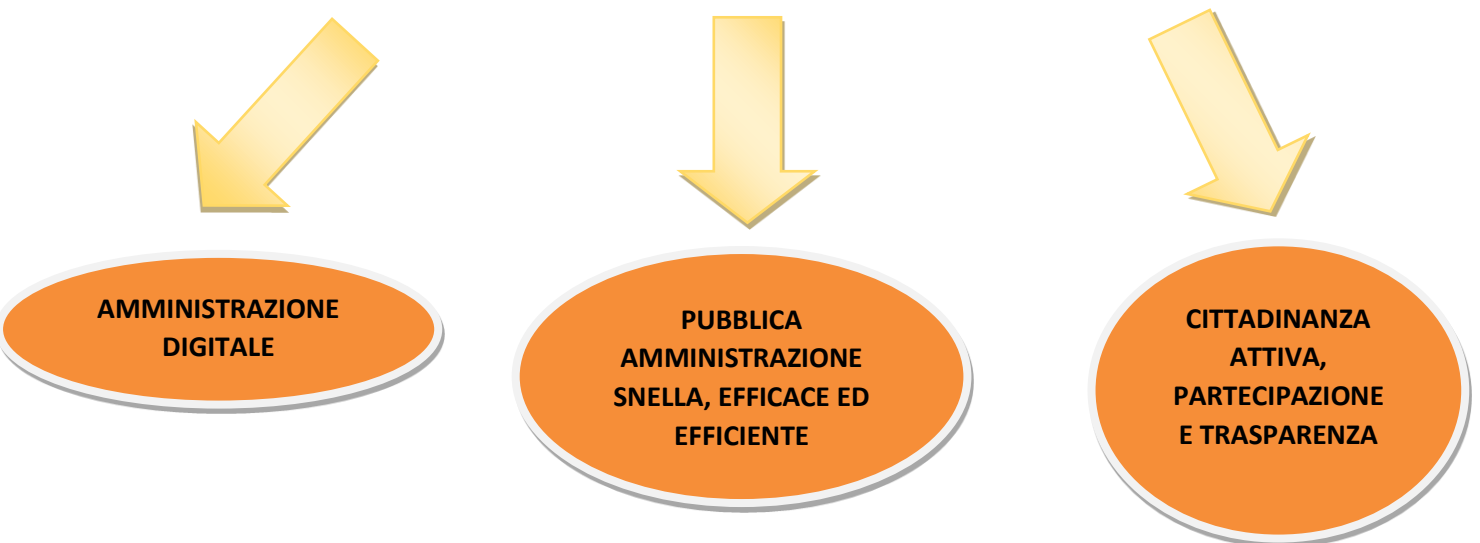 AMMINISTRAZIONE
DIGITALE
PUBBLICA
AMMINISTRAZIONE
SNELLA, EFFICACE ED
EFFICIENTE
CITTADINANZA
ATTIVA,
PARTECIPAZIONE
E TRASPARENZA